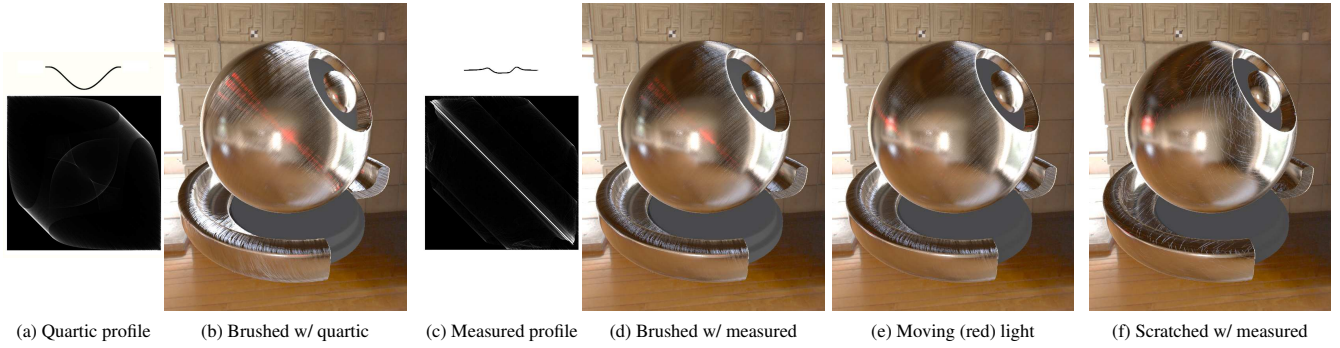 (a) Quartic profile
(b) Brushed w/ quartic
(c) Measured profile
(d) Brushed w/ measured
(e) Moving (red) light
(f) Scratched w/ measured